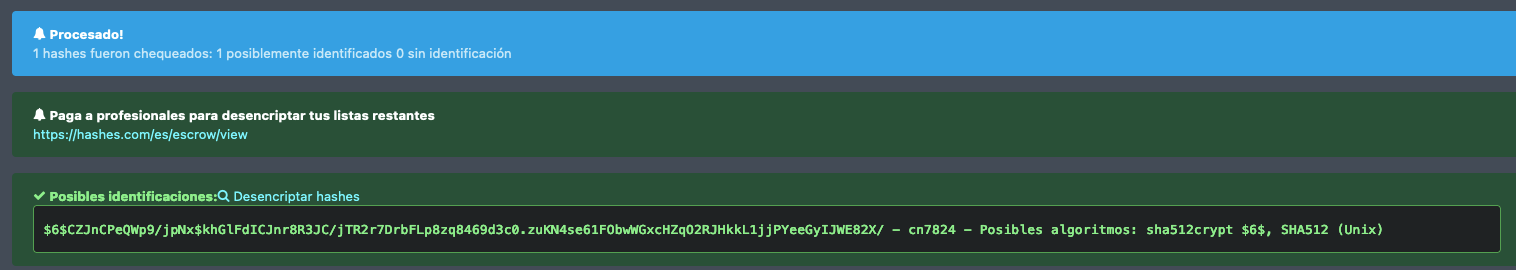 Procesado!
1 hashes fueron chequeados: 1 posiblemente identificados 0 sin identificación
Paga a profesionales para desencriptar tus listas restantes
https://hashes.com/es/escrow/view
Posibles identificaciones: Desencriptar hashes
$6$CZJnCPeQWp9/jpNx$khGlFdICJnr8R3JC/jTR2r7DrbFLp8zq8469d3c0.zuKN4se61FObwWGxcHZqO2RJHkkL1jjPYeeGyIJWE82X/ - cn7824 - Posibles algoritmos: sha512crypt $6$, SHA512 (Unix)